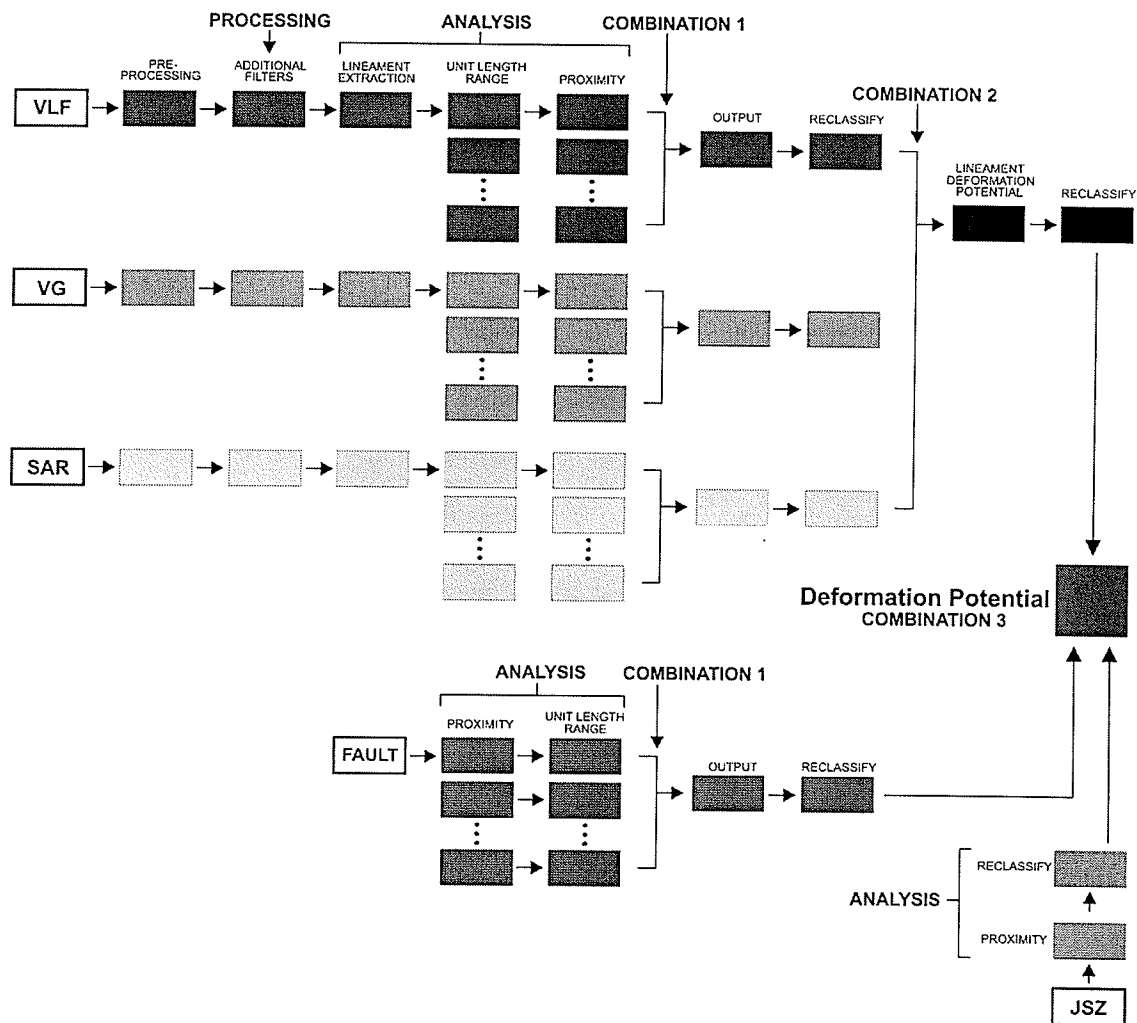 PROCESSING
ANALYSIS
COMBINATION 1
PRE-
PROCESSING
ADDITIONAL
FILTERS
LINEAMENT
EXTRACTION
UNIT LENGTH
RANGE
PROXIMITY
VLF
COMBINATION 2
OUTPUT
RECLASSIFY
LINEAMENT
DEFORMATION
POTENTIAL
RECLASSIFY
VG
SAR
Deformation Potential
COMBINATION 3
ANALYSIS
COMBINATION 1
PROXIMITY
UNIT LENGTH
RANGE
FAULT
OUTPUT
RECLASSIFY
RECLASSIFY
ANALYSIS
PROXIMITY
JSZ